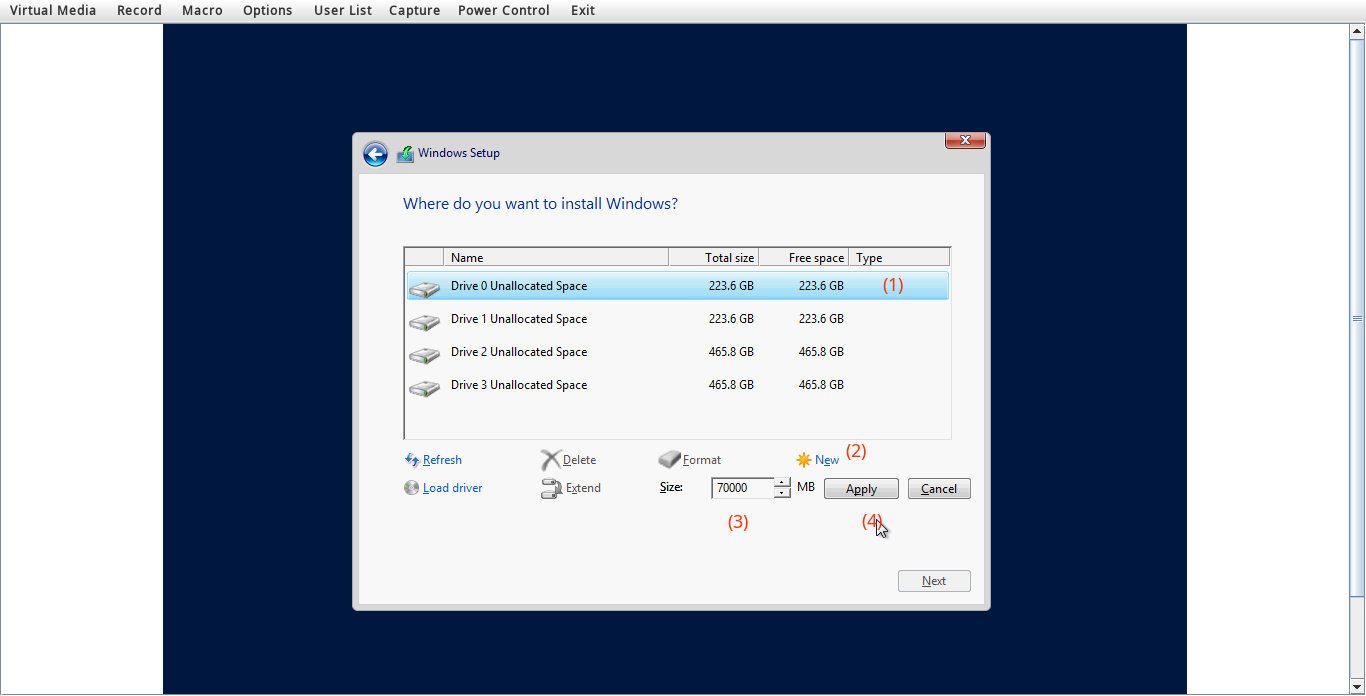 Virtual Media Record Macro Options User List Capture Power Control Exit
Windows Setup
Where do you want to install Windows?
Name Total size Free space Type
Drive 0 Unallocated Space 223.6 GB 223.6 GB (1)
Drive 1 Unallocated Space 223.6 GB 223.6 GB
Drive 2 Unallocated Space 465.8 GB 465.8 GB
Drive 3 Unallocated Space 465.8 GB 465.8 GB
Refresh Delete Format New (2)
Load driver Extend Size: 70000 MB Apply Cancel
(3) (4)
Next